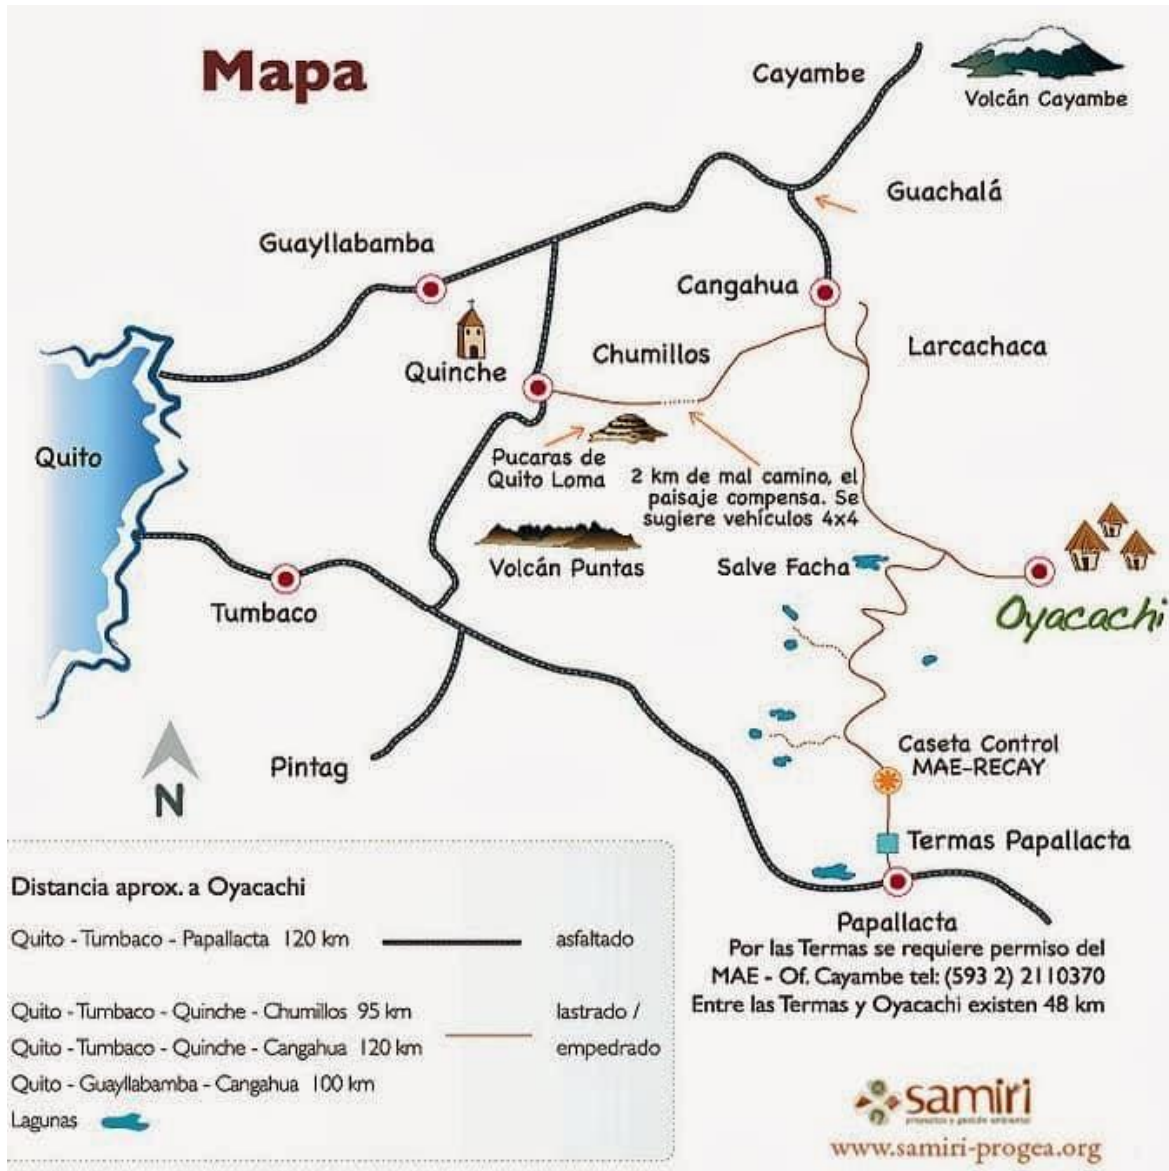 Mapa
Cayambe
Volcán Cayambe
Guachalá
Guayllabamba
Cangahua
Quinche
Chumillos
Larcachaca
Quito
Pucaras de
Quito Loma
2 km de mal camino, el
paisaje compensa. Se
sugiere vehículos 4x4
Volcán Puntas
Salve Facha
Tumbaco
Oyacachi
Pintag
N
Caseta Control
MAE-RECAY
Termas Papallacta
Papallacta
Por las Termas se requiere permiso del
MAE - Of. Cayambe tel: (593 2) 2110370
Entre las Termas y Oyacachi existen 48 km
Distancia aprox. a Oyacachi
Quito - Tumbaco - Papallacta 120 km
asfaltado
Quito - Tumbaco - Quinche - Chumillos 95 km
lastrado /
Quito - Tumbaco - Quinche - Cangahua 120 km
empedrado
Quito - Guayllabamba - Cangahua 100 km
Lagunas
samiri
www.samiri-progea.org